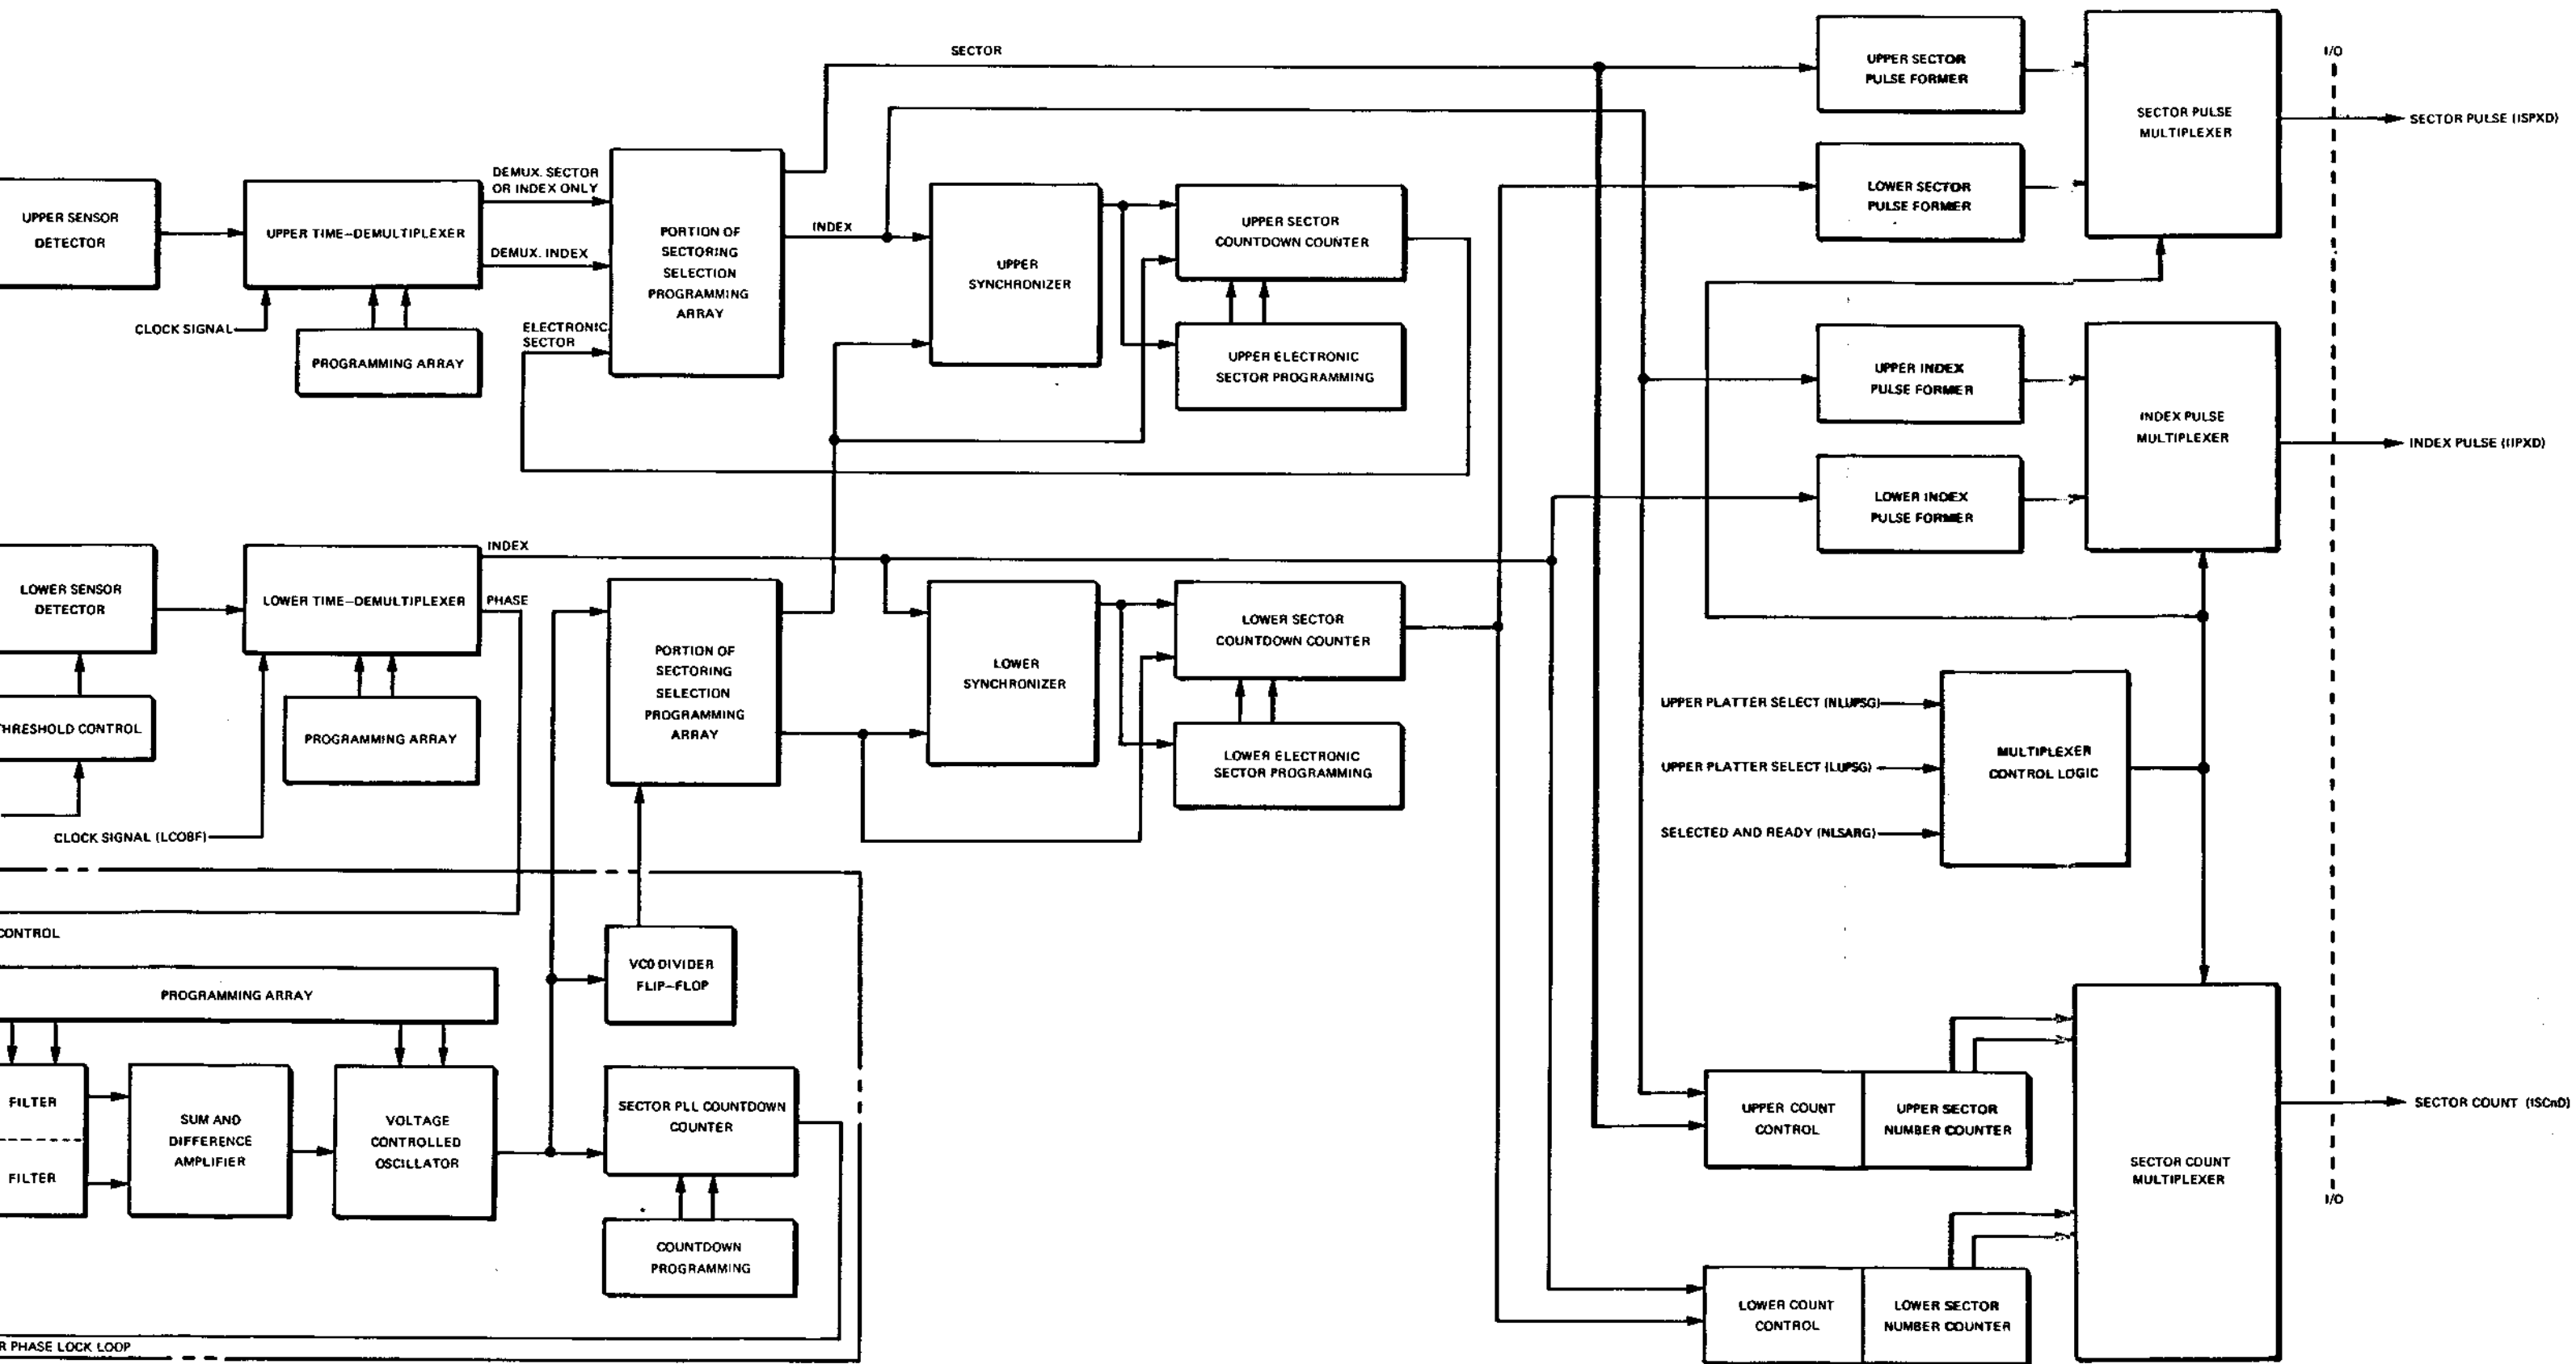 SECTOR
I/O
UPPER SECTOR
PULSE FORMER
SECTOR PULSE
MULTIPLEXER
SECTOR PULSE (ISPXD)
LOWER SECTOR
PULSE FORMER
UPPER SENSOR
DETECTOR
UPPER TIME-DEMULTIPLEXER
DEMUX. SECTOR
OR INDEX ONLY
DEMUX. INDEX
ELECTRONIC
SECTOR
CLOCK SIGNAL
PROGRAMMING ARRAY
PORTION OF
SECTORING
SELECTION
PROGRAMMING
ARRAY
INDEX
UPPER
SYNCHRONIZER
UPPER SECTOR
COUNTDOWN COUNTER
UPPER ELECTRONIC
SECTOR PROGRAMMING
UPPER INDEX
PULSE FORMER
INDEX PULSE
MULTIPLEXER
INDEX PULSE (IIPXD)
LOWER INDEX
PULSE FORMER
LOWER SENSOR
DETECTOR
LOWER TIME-DEMULTIPLEXER
INDEX
PHASE
THRESHOLD CONTROL
PROGRAMMING ARRAY
CLOCK SIGNAL (LCOBF)
PORTION OF
SECTORING
SELECTION
PROGRAMMING
ARRAY
LOWER
SYNCHRONIZER
LOWER SECTOR
COUNTDOWN COUNTER
LOWER ELECTRONIC
SECTOR PROGRAMMING
UPPER PLATTER SELECT (NLUPSG)
UPPER PLATTER SELECT (LUPSG)
SELECTED AND READY (NLSARG)
MULTIPLEXER
CONTROL LOGIC
CONTROL
PROGRAMMING ARRAY
VCO DIVIDER
FLIP-FLOP
FILTER
FILTER
SUM AND
DIFFERENCE
AMPLIFIER
VOLTAGE
CONTROLLED
OSCILLATOR
SECTOR PLL COUNTDOWN
COUNTER
COUNTDOWN
PROGRAMMING
UPPER COUNT
CONTROL
UPPER SECTOR
NUMBER COUNTER
SECTOR COUNT
MULTIPLEXER
SECTOR COUNT (ISCnD)
I/O
LOWER COUNT
CONTROL
LOWER SECTOR
NUMBER COUNTER
R PHASE LOCK LOOP